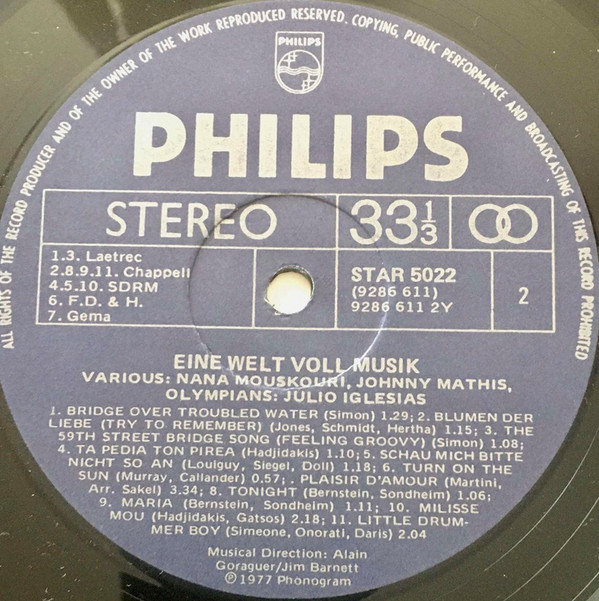 ALL RIGHTS OF THE RECORD PRODUCER AND OF THE OWNER OF THE WORK REPRODUCED RESERVED. COPYING, PUBLIC PERFORMANCE AND BROADCASTING OF THIS RECORD PROHIBITED
PHILIPS
PHILIPS
STEREO
33 1/3
1.3. Laetrec
2.8.9.11. Chappell
4.5.10. SDRM
6. F.D. & H.
7. Gema
STAR 5022
(9286 611)
9286 611 2Y
2
EINE WELT VOLL MUSIK
VARIOUS: NANA MOUSKOURI, JOHNNY MATHIS,
OLYMPIANS: JULIO IGLESIAS
1. BRIDGE OVER TROUBLED WATER (Simon) 1.29; 2. BLUMEN DER
LIEBE (TRY TO REMEMBER) (Jones, Schmidt, Hertha) 1.15; 3. THE
59TH STREET BRIDGE SONG (FEELING GROOVY) (Simon) 1.08;
4. TA PEDIA TON PIREA (Hadjidakis) 1.10; 5. SCHAU MICH BITTE
NICHT SO AN (Loulguy, Siegel, Doll) 1.18; 6. TURN ON THE
SUN (Murray, Callander) 0.57; . PLAISIR D'AMOUR (Martini,
Arr. Sakel) 3.34; 8. TONIGHT (Bernstein, Sondheim) 1.06;
9. MARIA (Bernstein, Sondheim) 1.11; 10. MILISSE
MOU (Hadjidakis, Gatsos) 2.18; 11. LITTLE DRUM-
MER BOY (Simeone, Onorati, Daris) 2.04
Musical Direction: Alain
Goraguer/Jim Barnett
℗ 1977 Phonogram